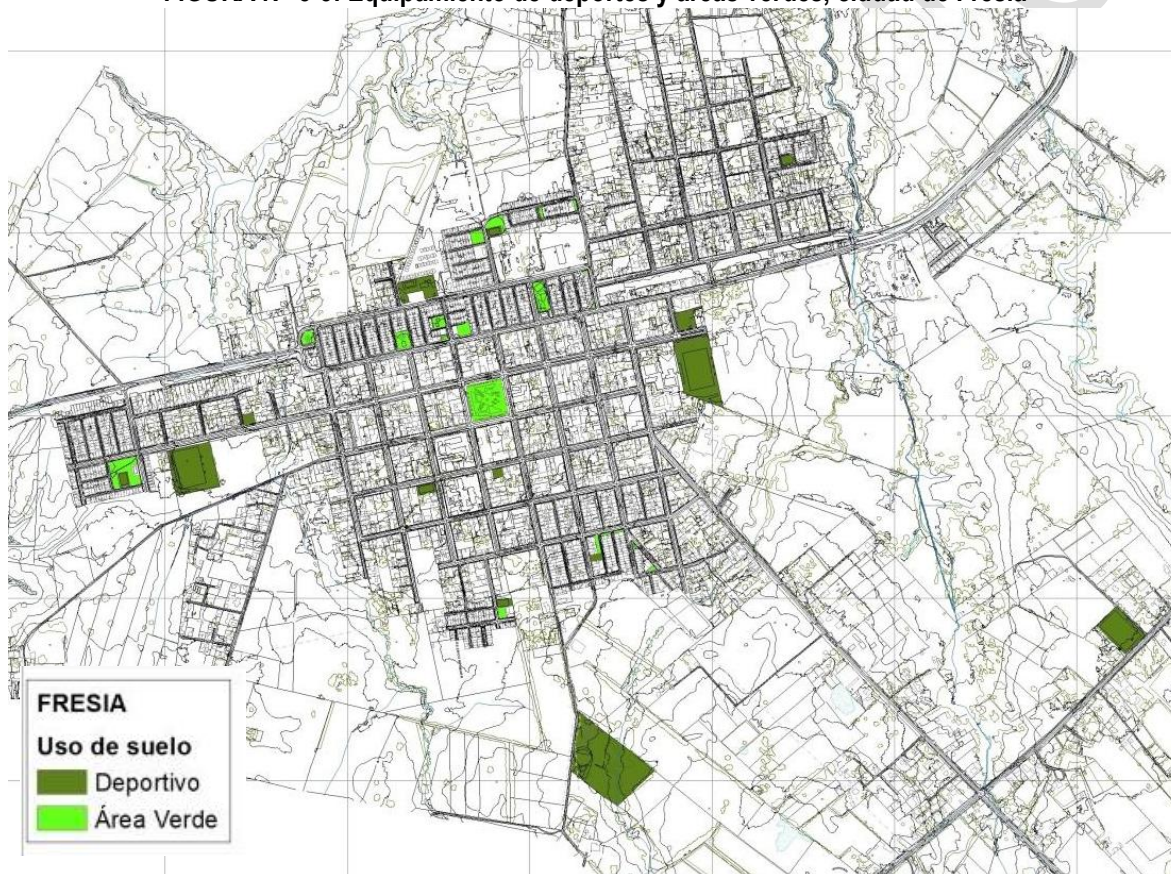 Equipamiento de deportes y áreas verdes, ciudad de Fresia
FRESIA
Uso de suelo
Deportivo
Área Verde